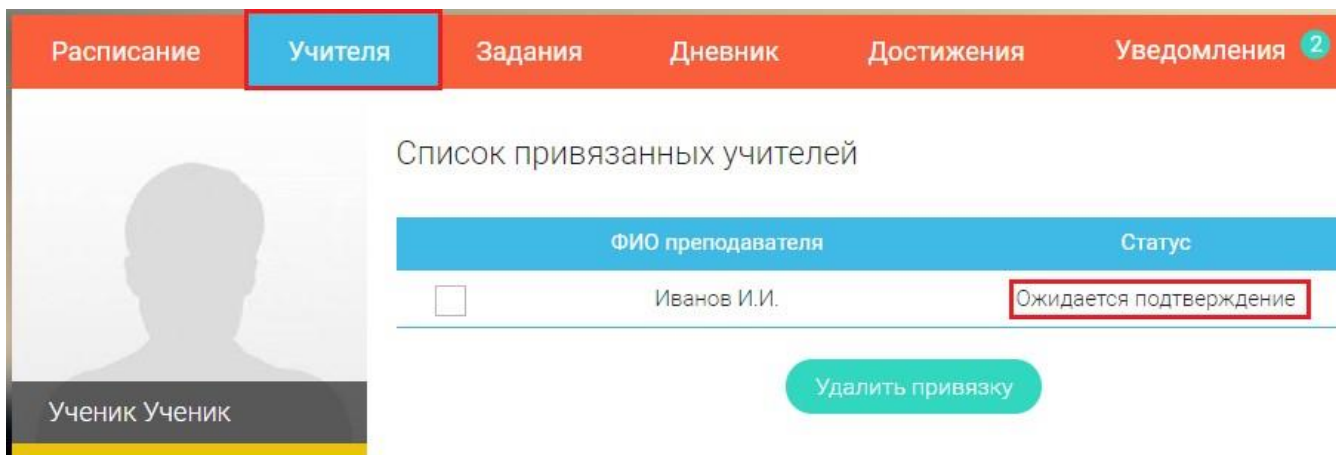 Расписание Учителя Задания Дневник Достижения Уведомления 2
Список привязанных учителей
ФИО преподавателя Статус
Иванов И.И. Ожидается подтверждение
Удалить привязку
Ученик Ученик